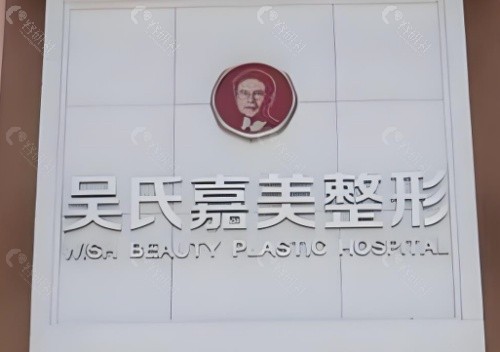 吴氏嘉美整形
WISH BEAUTY PLASTIC HOSPITAL